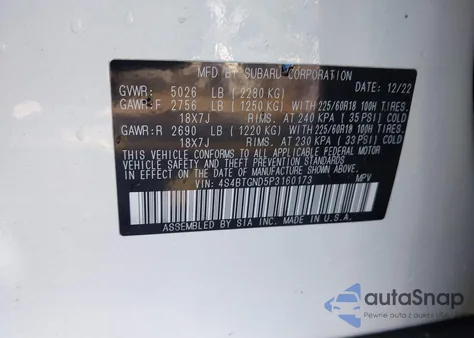 MFD BY SUBARU CORPORATION
DATE: 12/22
GVWR: 5026 LB (2280 KG)
GAWR:F 2756 LB (1250 KG) WITH 225/60R18 100H TIRES.
18X7J RIMS. AT 240 KPA (35 PSI) COLD
GAWR:R 2690 LB (1220 KG) WITH 225/60R18 100H TIRES.
18X7J RIMS. AT 230 KPA (33 PSI) COLD
THIS VEHICLE CONFORMS TO ALL APPLICABLE FEDERAL MOTOR
VEHICLE SAFETY STANDARDS
IN EFFECT ON THE DATE OF MANUFACTURE SHOWN ABOVE.
VIN: 4S4BTGND5P3160173 MPV
ASSEMBLED BY SIA INC. MADE IN U.S.A.
autoSnap
Pewne auto z USA